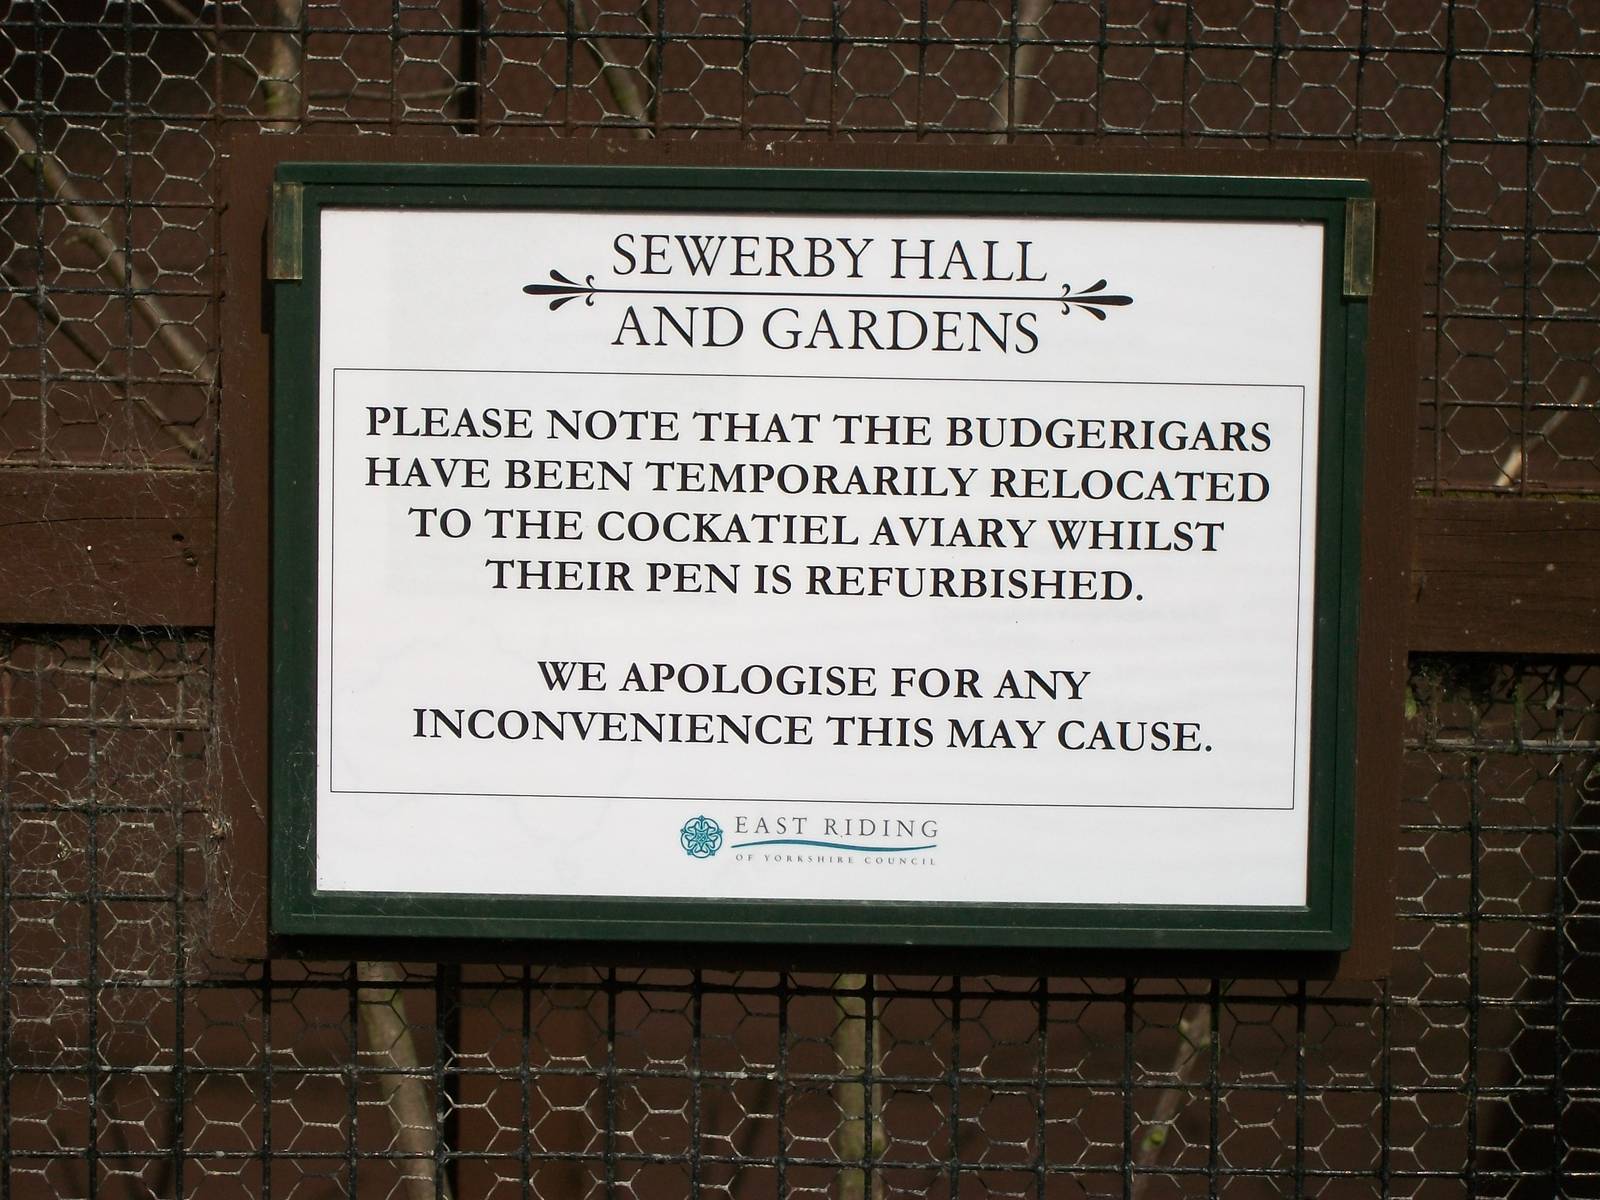 SEWERBY HALL
AND GARDENS
PLEASE NOTE THAT THE BUDGERIGARS
HAVE BEEN TEMPORARILY RELOCATED
TO THE COCKATIEL AVIARY WHILST
THEIR PEN IS REFURBISHED.
WE APOLOGISE FOR ANY
INCONVENIENCE THIS MAY CAUSE.
EAST RIDING
OF YORKSHIRE COUNCIL